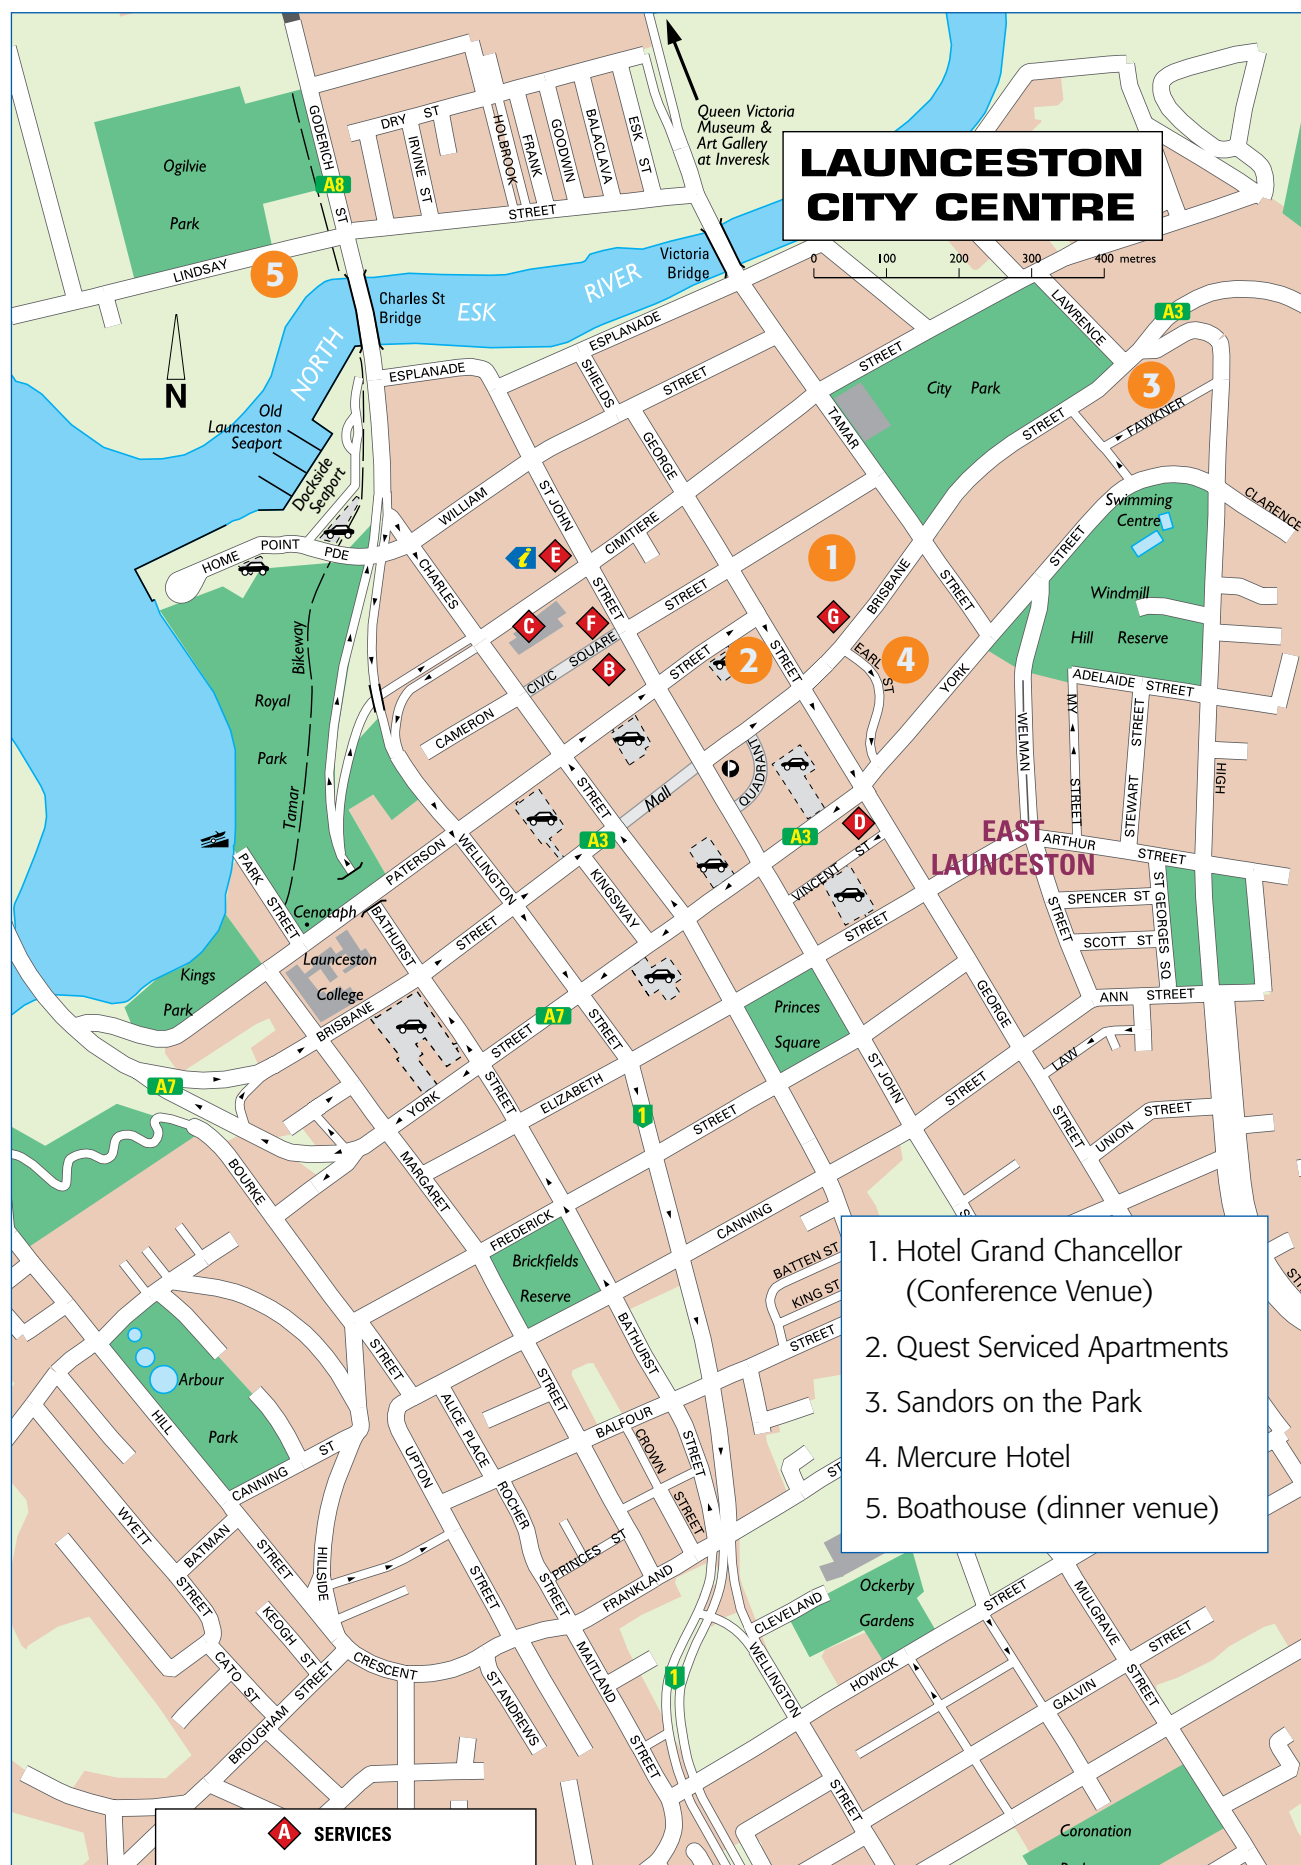 LAUNCESTON
CITY CENTRE
0 100 200 300 400 metres
Queen Victoria
Museum &
Art Gallery
at Inveresk
Ogilvie
Park
GODERICH
ST
A8
DRY ST
IRVINE ST
HOLBROOK
FRANK
GOODWIN
BALACLAVA
ESK ST
STREET
LINDSAY
5
Victoria
Bridge
Charles St
Bridge
NORTH
ESK
RIVER
N
ESPLANADE
ESPLANADE
Old
Launceston
Seaport
Dockside
Seaport
SHIELDS
STREET
STREET
LAWRENCE
A3
City Park
3
FAWKNER
TAMAR
STREET
GEORGE
WILLIAM
ST JOHN
CIMITIERE
HOME POINT PDE
i
E
CHARLES
STREET
STREET
1
BRISBANE
STREET
STREET
Swimming
Centre
CLARENCE
Windmill
Hill Reserve
C
F
B
G
CIVIC SQUARE
STREET
2
STREET
EARL ST
4
YORK
ADELAIDE STREET
Royal
Park
Tamar
Bikeway
CAMERON
Mall
QUADRANT
P
WELMAN
MY
STREET
STEWART STREET
HIGH
EAST
LAUNCESTON
ARTHUR STREET
A3
A3
D
VINCENT ST
STREET
PATERSON
WELLINGTON
KINGSWAY
PARK STREET
Cenotaph
BATHURST
STREET
STREET
SPENCER ST
SCOTT ST
ST GEORGES SQ
STREET
ANN STREET
Launceston
College
Kings
Park
BRISBANE
STREET
A7
A7
STREET
Princes
Square
GEORGE
ST JOHN
LAW
STREET
UNION STREET
STREET
YORK
STREET
ELIZABETH
STREET
1
BOURKE
MARGARET
FREDERICK
CANNING
Brickfields
Reserve
BATTEN ST
KING ST
STREET
BATHURST
STREET
STREET
Arbour
Park
HILL
CANNING ST
UPTON
ALICE PLACE
ROCHER
BALFOUR
CROWN
STREET
STREET
1. Hotel Grand Chancellor
(Conference Venue)
2. Quest Serviced Apartments
3. Sandors on the Park
4. Mercure Hotel
5. Boathouse (dinner venue)
WYETT
STREET
BATMAN
STREET
HILLSIDE
KEOGH ST
CATO ST
BROUGHAM STREET
CRESCENT
STREET
STREET
PRINCES ST
FRANKLAND
ST ANDREWS
MAITLAND
STREET
1
CLEVELAND
WELLINGTON
STREET
Ockerby
Gardens
HOWICK
STREET
MULGRAVE
STREET
GALVIN
STREET
Coronation
A SERVICES